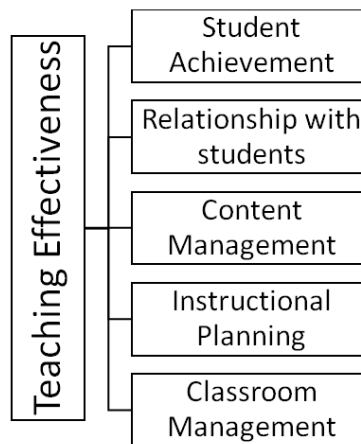 Teaching Effectiveness
Student
Achievement
Relationship with
students
Content
Management
Instructional
Planning
Classroom
Management